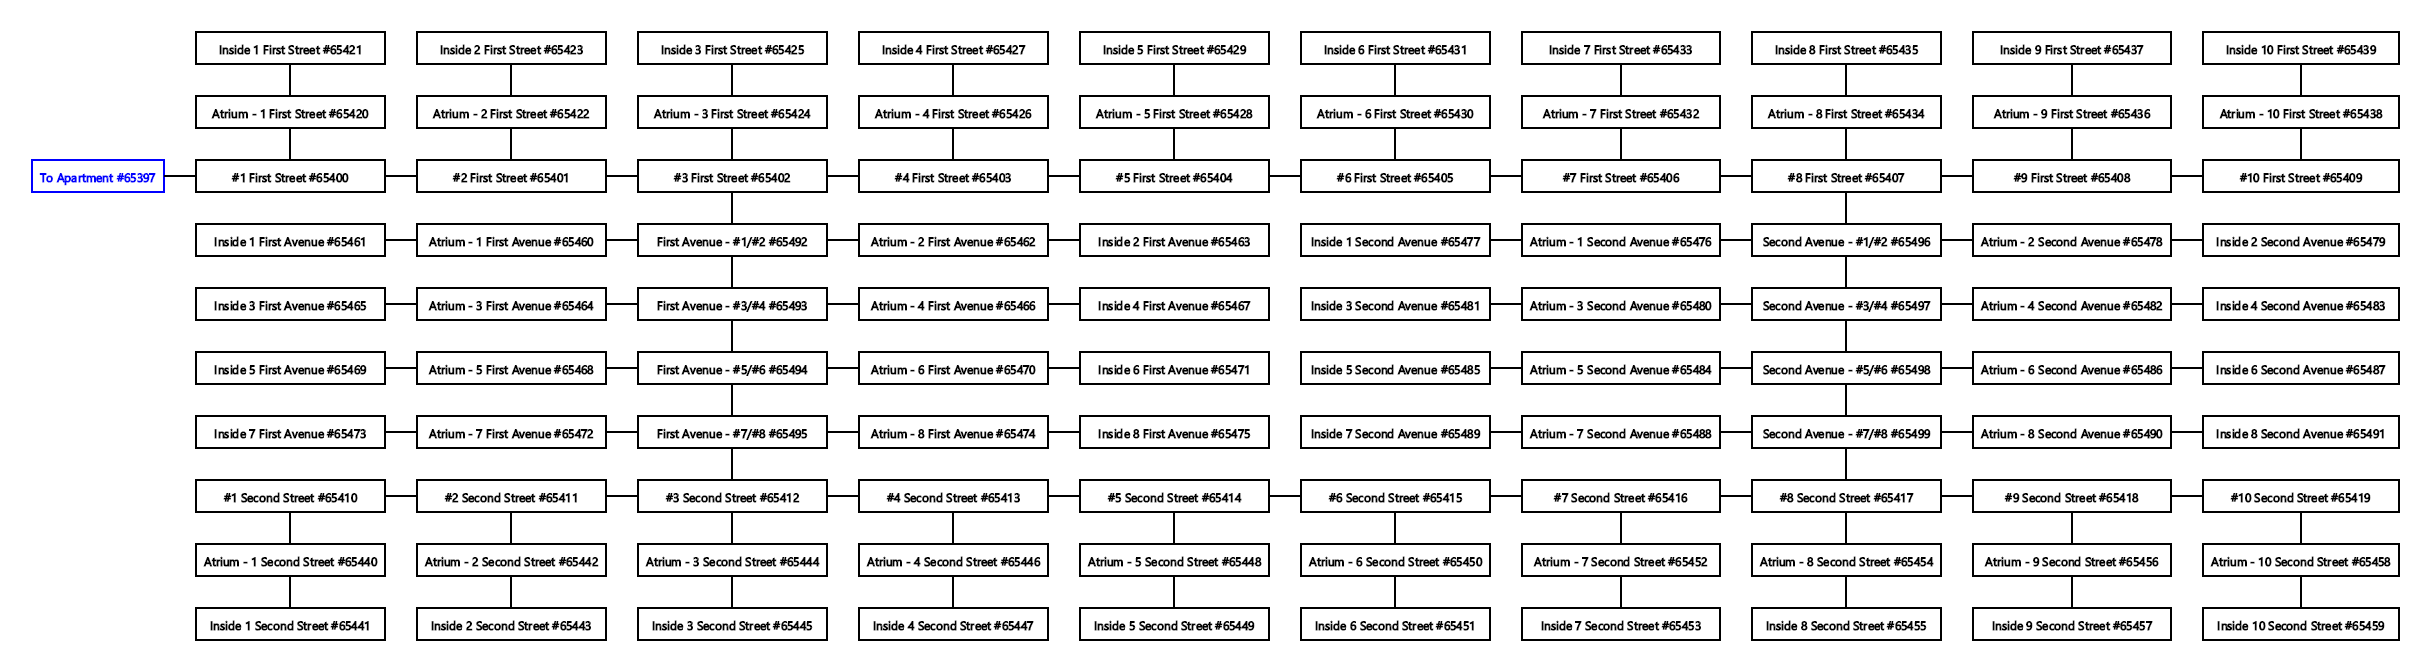 Inside 1 First Street #65421
Inside 2 First Street #65423
Inside 3 First Street #65425
Inside 4 First Street #65427
Inside 5 First Street #65429
Inside 6 First Street #65431
Inside 7 First Street #65433
Inside 8 First Street #65435
Inside 9 First Street #65437
Inside 10 First Street #65439
Atrium - 1 First Street #65420
Atrium - 2 First Street #65422
Atrium - 3 First Street #65424
Atrium - 4 First Street #65426
Atrium - 5 First Street #65428
Atrium - 6 First Street #65430
Atrium - 7 First Street #65432
Atrium - 8 First Street #65434
Atrium - 9 First Street #65436
Atrium - 10 First Street #65438
To Apartment #65397
#1 First Street #65400
#2 First Street #65401
#3 First Street #65402
#4 First Street #65403
#5 First Street #65404
#6 First Street #65405
#7 First Street #65406
#8 First Street #65407
#9 First Street #65408
#10 First Street #65409
Inside 1 First Avenue #65461
Atrium - 1 First Avenue #65460
First Avenue - #1/#2 #65492
Atrium - 2 First Avenue #65462
Inside 2 First Avenue #65463
Inside 1 Second Avenue #65477
Atrium - 1 Second Avenue #65476
Second Avenue - #1/#2 #65496
Atrium - 2 Second Avenue #65478
Inside 2 Second Avenue #65479
Inside 3 First Avenue #65465
Atrium - 3 First Avenue #65464
First Avenue - #3/#4 #65493
Atrium - 4 First Avenue #65466
Inside 4 First Avenue #65467
Inside 3 Second Avenue #65481
Atrium - 3 Second Avenue #65480
Second Avenue - #3/#4 #65497
Atrium - 4 Second Avenue #65482
Inside 4 Second Avenue #65483
Inside 5 First Avenue #65469
Atrium - 5 First Avenue #65468
First Avenue - #5/#6 #65494
Atrium - 6 First Avenue #65470
Inside 6 First Avenue #65471
Inside 5 Second Avenue #65485
Atrium - 5 Second Avenue #65484
Second Avenue - #5/#6 #65498
Atrium - 6 Second Avenue #65486
Inside 6 Second Avenue #65487
Inside 7 First Avenue #65473
Atrium - 7 First Avenue #65472
First Avenue - #7/#8 #65495
Atrium - 8 First Avenue #65474
Inside 8 First Avenue #65475
Inside 7 Second Avenue #65489
Atrium - 7 Second Avenue #65488
Second Avenue - #7/#8 #65499
Atrium - 8 Second Avenue #65490
Inside 8 Second Avenue #65491
#1 Second Street #65410
#2 Second Street #65411
#3 Second Street #65412
#4 Second Street #65413
#5 Second Street #65414
#6 Second Street #65415
#7 Second Street #65416
#8 Second Street #65417
#9 Second Street #65418
#10 Second Street #65419
Atrium - 1 Second Street #65440
Atrium - 2 Second Street #65442
Atrium - 3 Second Street #65444
Atrium - 4 Second Street #65446
Atrium - 5 Second Street #65448
Atrium - 6 Second Street #65450
Atrium - 7 Second Street #65452
Atrium - 8 Second Street #65454
Atrium - 9 Second Street #65456
Atrium - 10 Second Street #65458
Inside 1 Second Street #65441
Inside 2 Second Street #65443
Inside 3 Second Street #65445
Inside 4 Second Street #65447
Inside 5 Second Street #65449
Inside 6 Second Street #65451
Inside 7 Second Street #65453
Inside 8 Second Street #65455
Inside 9 Second Street #65457
Inside 10 Second Street #65459